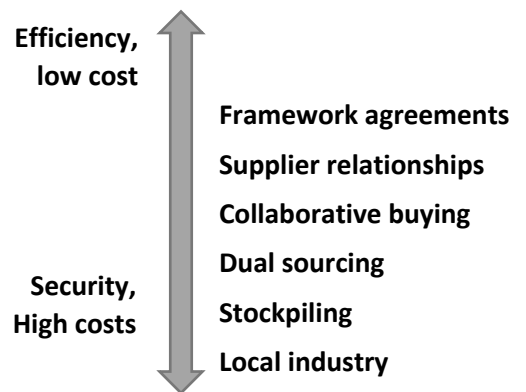 Efficiency,
low cost
Framework agreements
Supplier relationships
Collaborative buying
Dual sourcing
Security,
High costs
Stockpiling
Local industry